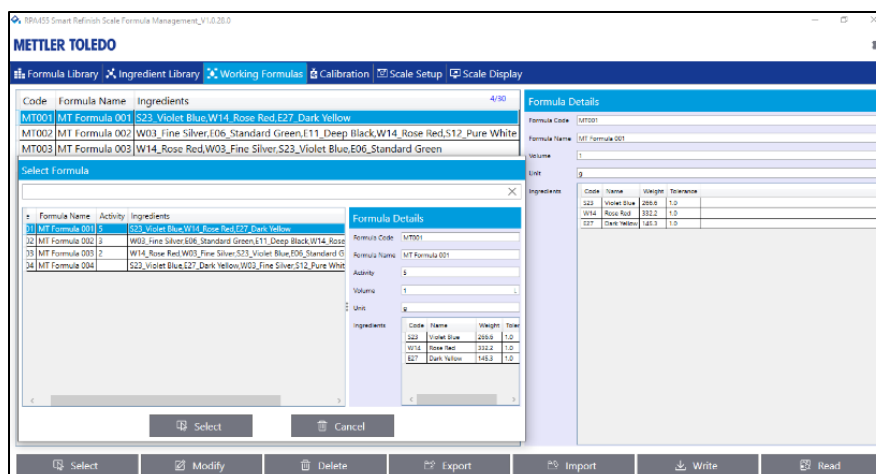 RPA455 Smart Refinish Scale Formula Management_V1.0.28.0
METTLER TOLEDO
Formula Library Ingredient Library Working Formulas Calibration Scale Setup Scale Display
Code Formula Name Ingredients 4/30
MT001 MT Formula 001 S23_Violet Blue,W14_Rose Red,E27_Dark Yellow
MT002 MT Formula 002 W03_Fine Silver,E06_Standard Green,E11_Deep Black,W14_Rose Red,S12_Pure White
MT003 MT Formula 003 W14_Rose Red,W03_Fine Silver,S23_Violet Blue,E06_Standard Green
Select Formula
Formula Name Activity Ingredients
01 MT Formula 001 5 S23_Violet Blue,W14_Rose Red,E27_Dark Yellow
02 MT Formula 002 3 W03_Fine Silver,E06_Standard Green,E11_Deep Black,W14_Rose
03 MT Formula 003 2 W14_Rose Red,W03_Fine Silver,S23_Violet Blue,E06_Standard G
04 MT Formula 004 S23_Violet Blue,E27_Dark Yellow,W03_Fine Silver,S12_Pure Whit
Formula Details
Formula Code MT001
Formula Name MT Formula 001
Activity 5
Volume 1 L
Unit g
Ingredients Code Name Weight Toler
S23 Violet Blue 266.6 1.0
W14 Rose Red 332.2 1.0
E27 Dark Yellow 145.3 1.0
Select Cancel
Formula Details
Formula Code MT001
Formula Name MT Formula 001
Volume 1
Unit g
Ingredients Code Name Weight Tolerance
S23 Violet Blue 266.6 1.0
W14 Rose Red 332.2 1.0
E27 Dark Yellow 145.3 1.0
Select Modify Delete Export Import Write Read